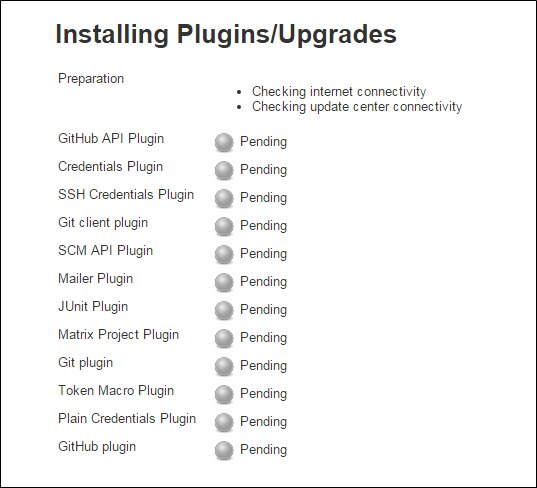 Installing Plugins/Upgrades
Preparation
• Checking internet connectivity
• Checking update center connectivity
GitHub API Plugin Pending
Credentials Plugin Pending
SSH Credentials Plugin Pending
Git client plugin Pending
SCM API Plugin Pending
Mailer Plugin Pending
JUnit Plugin Pending
Matrix Project Plugin Pending
Git plugin Pending
Token Macro Plugin Pending
Plain Credentials Plugin Pending
GitHub plugin Pending